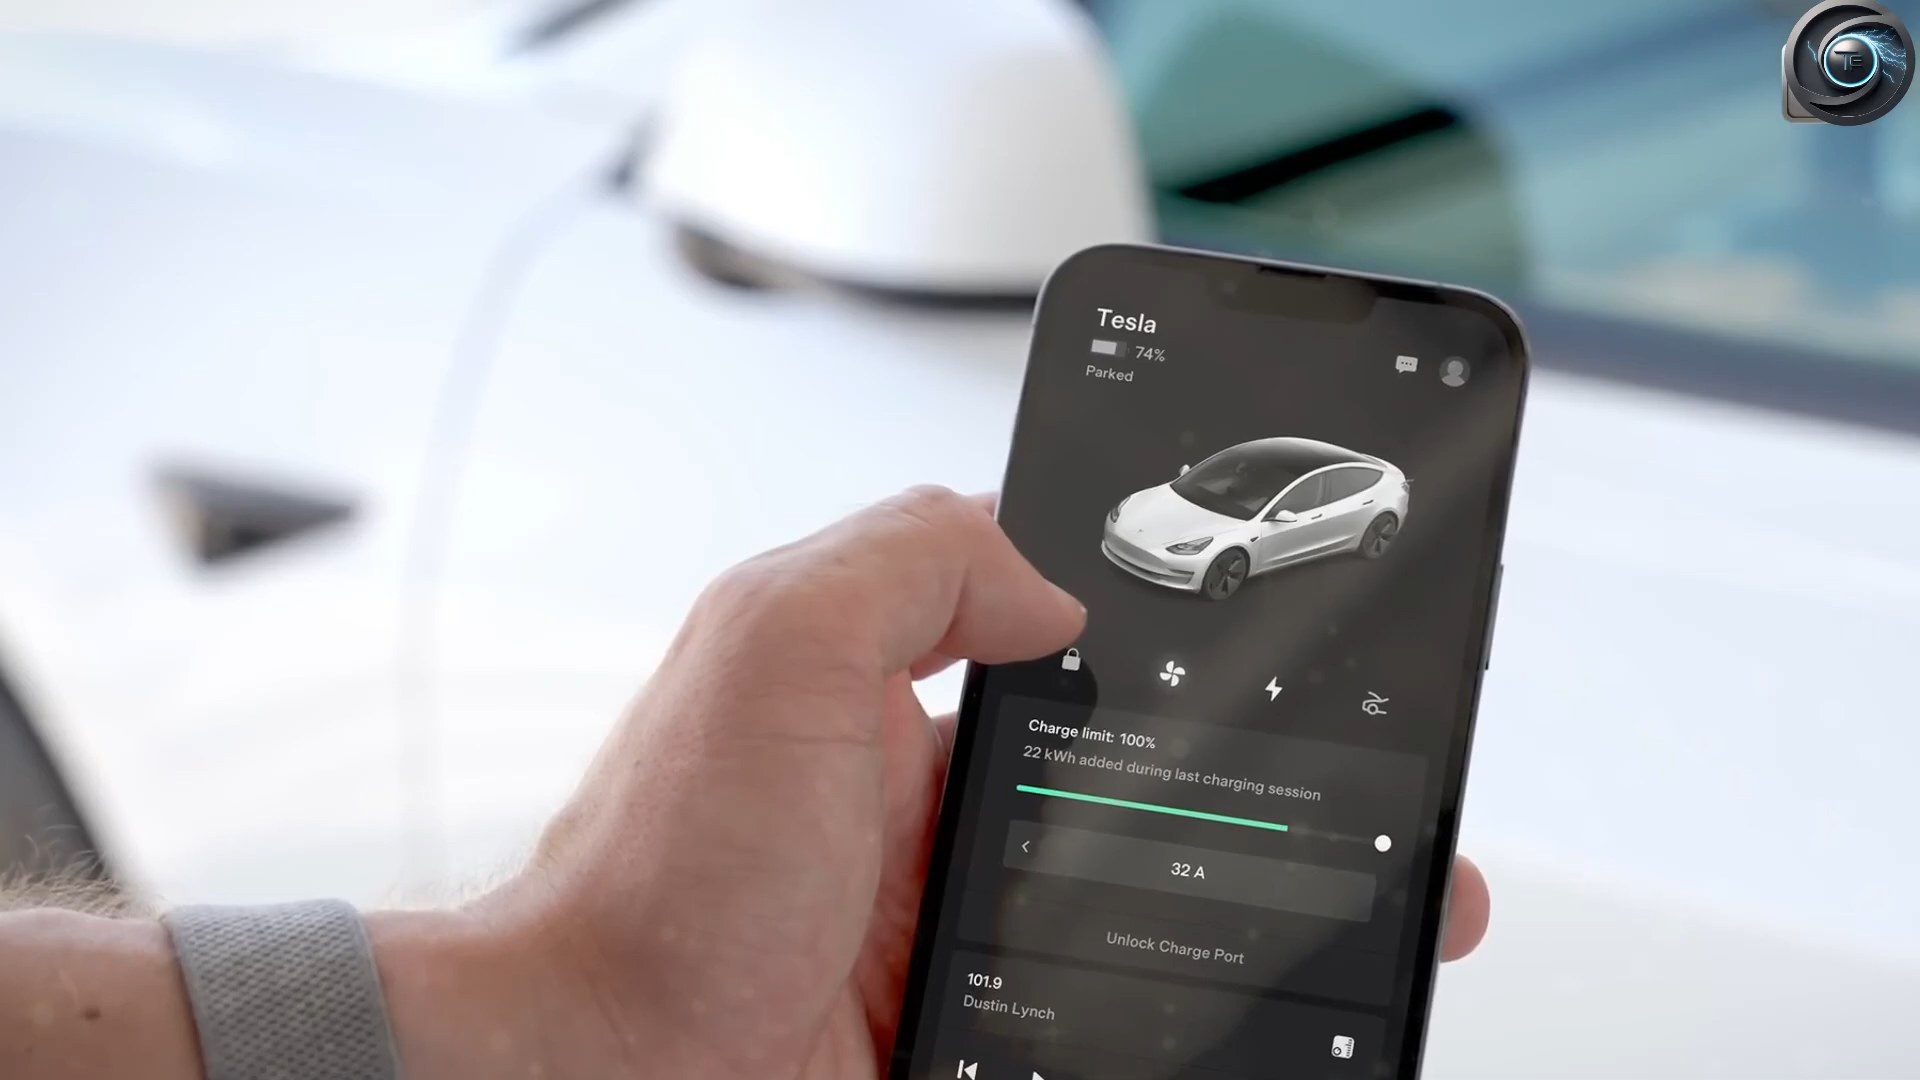 TF
Tesla
74%
Parked
Charge limit: 100%
22 kWh added during last charging session
32 A
Unlock Charge Port
101.9
Dustin Lynch